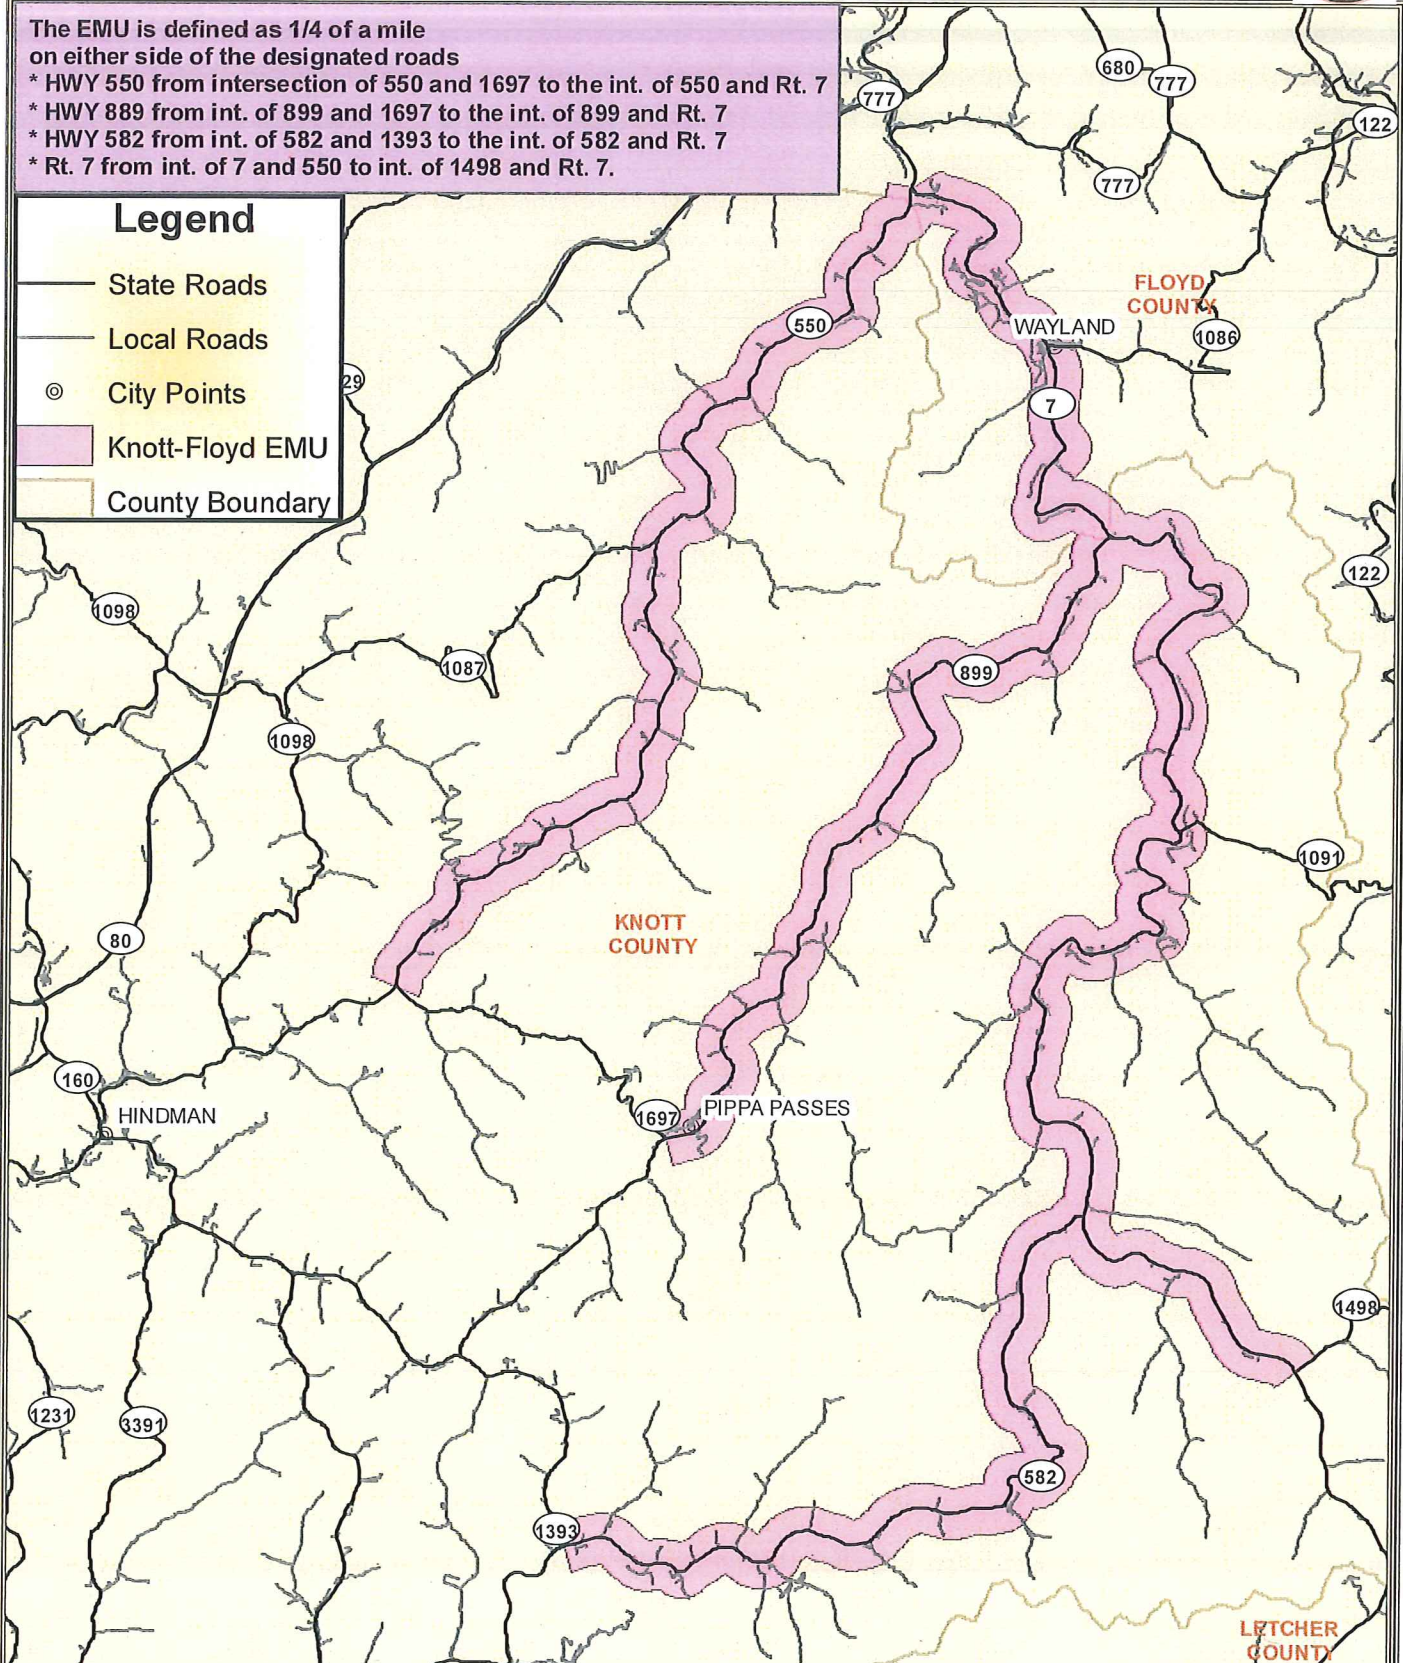 The EMU is defined as 1/4 of a mile
on either side of the designated roads
* HWY 550 from intersection of 550 and 1697 to the int. of 550 and Rt. 7
* HWY 889 from int. of 899 and 1697 to the int. of 899 and Rt. 7
* HWY 582 from int. of 582 and 1393 to the int. of 582 and Rt. 7
* Rt. 7 from int. of 7 and 550 to int. of 1498 and Rt. 7.
Legend
State Roads
Local Roads
City Points
Knott-Floyd EMU
County Boundary
680
777
777
122
777
FLOYD
COUNTY
550
WAYLAND
1086
29
7
122
1098
1087
899
1098
1091
KNOTT
COUNTY
80
160
HINDMAN
1697
PIPPA PASSES
1498
1231
3391
582
1393
LETCHER
COUNTY